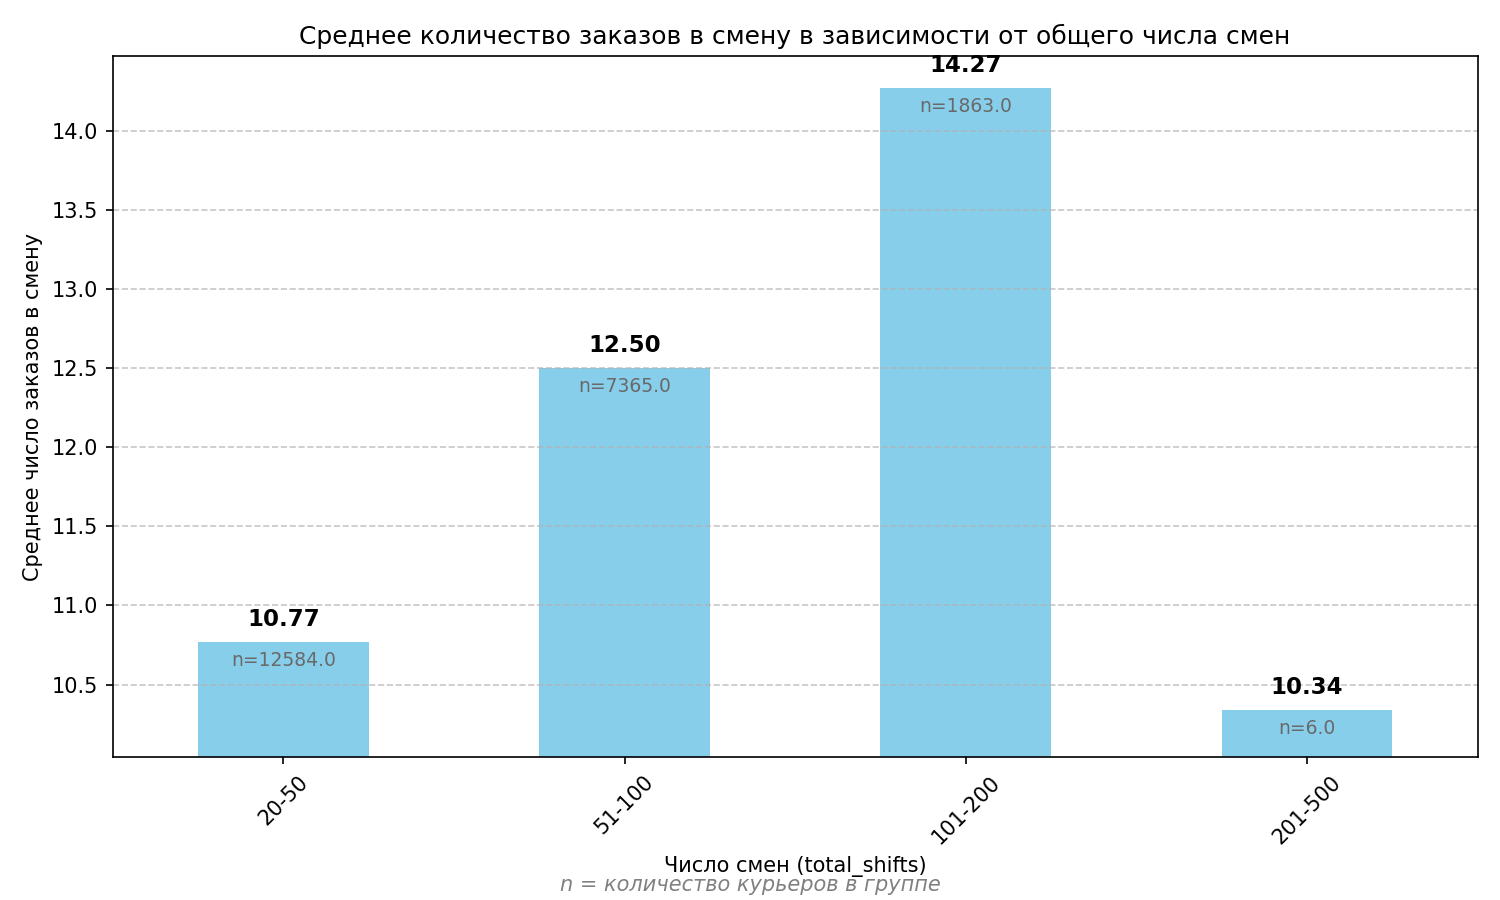 Среднее количество заказов в смену в зависимости от общего числа смен
Среднее число заказов в смену
14.0
13.5
13.0
12.5
12.0
11.5
11.0
10.5
10.77
n=12584.0
12.50
n=7365.0
14.27
n=1863.0
10.34
n=6.0
20-50
51-100
101-200
201-500
Число смен (total_shifts)
n = количество курьеров в группе